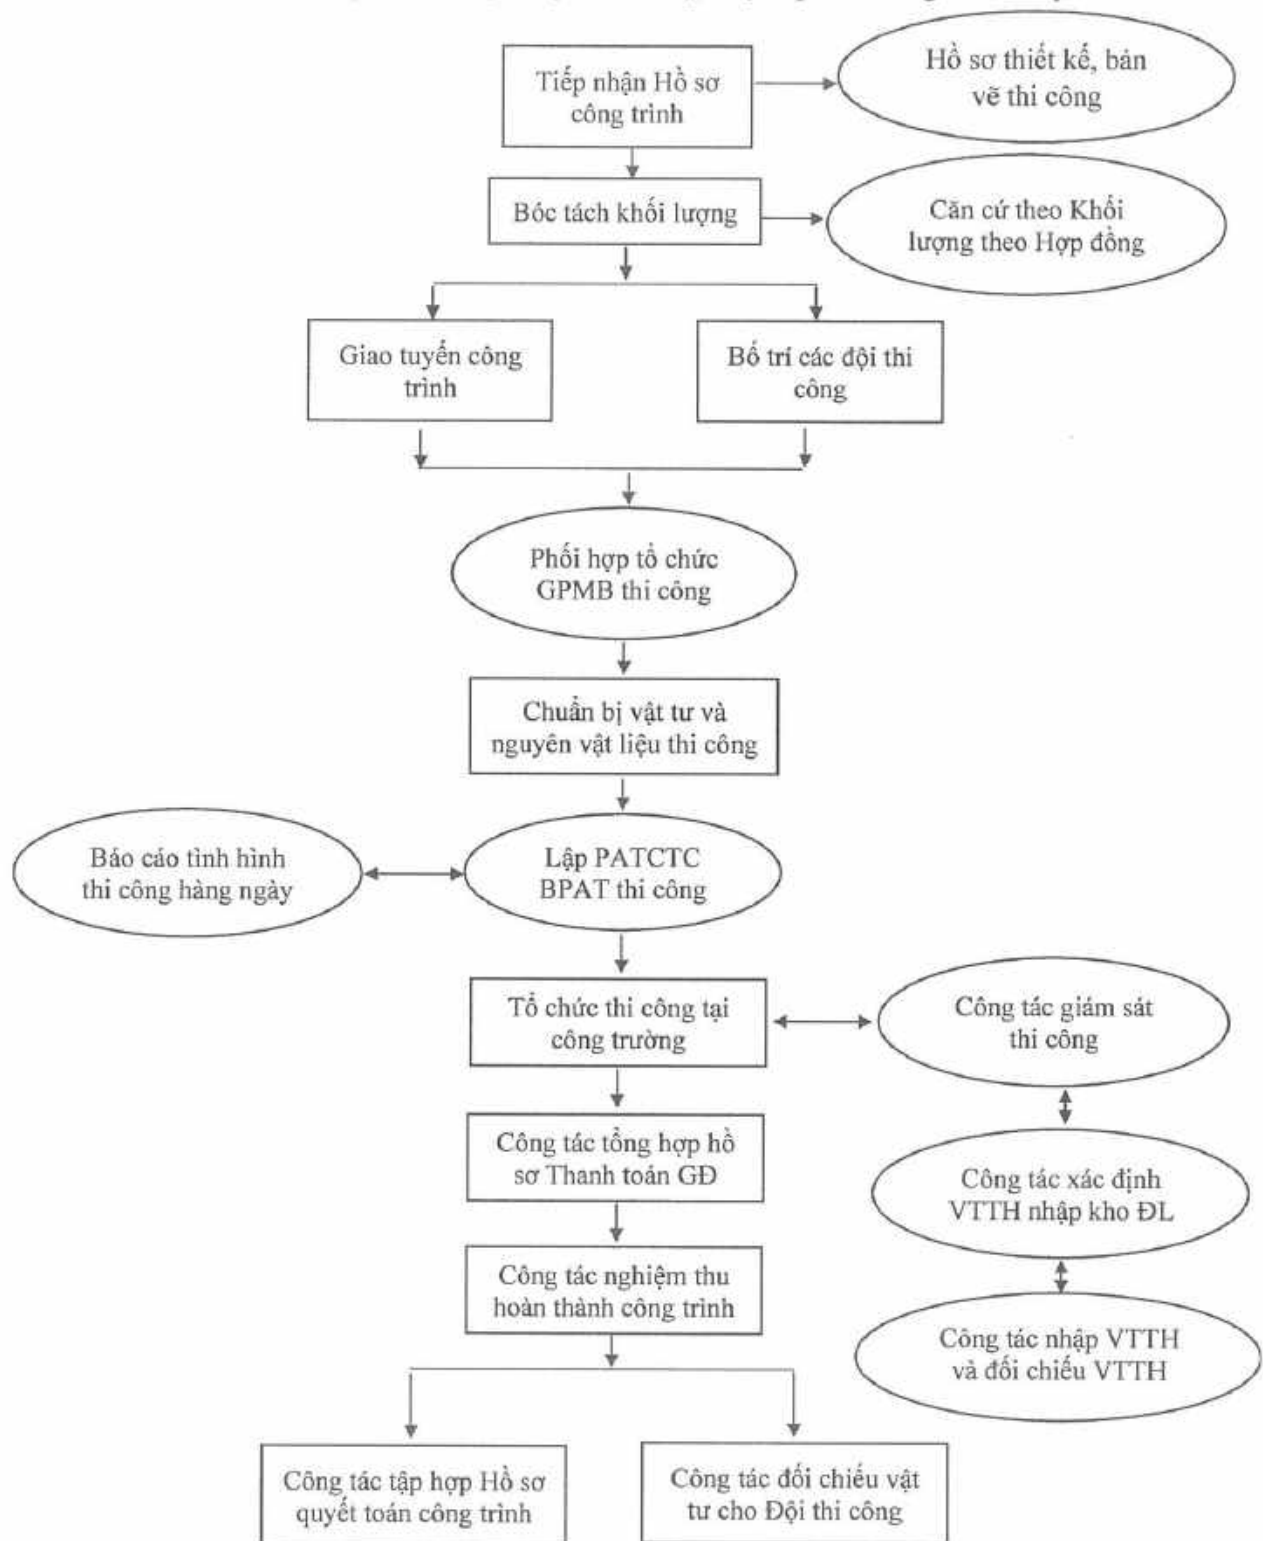 Tiếp nhận Hồ sơ
công trình
Hồ sơ thiết kế, bản
vẽ thi công
Bóc tách khối lượng
Căn cứ theo Khối
lượng theo Hợp đồng
Giao tuyến công
trình
Bố trí các đội thi
công
Phối hợp tổ chức
GPMB thi công
Chuẩn bị vật tư và
nguyên vật liệu thi công
Báo cáo tình hình
thi công hàng ngày
Lập PATCTC
BPAT thi công
Tổ chức thi công tại
công trường
Công tác giám sát
thi công
Công tác tổng hợp hồ
sơ Thanh toán GĐ
Công tác xác định
VTTH nhập kho ĐL
Công tác nghiệm thu
hoàn thành công trình
Công tác nhập VTTH
và đối chiếu VTTH
Công tác tập hợp Hồ sơ
quyết toán công trình
Công tác đối chiếu vật
tư cho Đội thi công